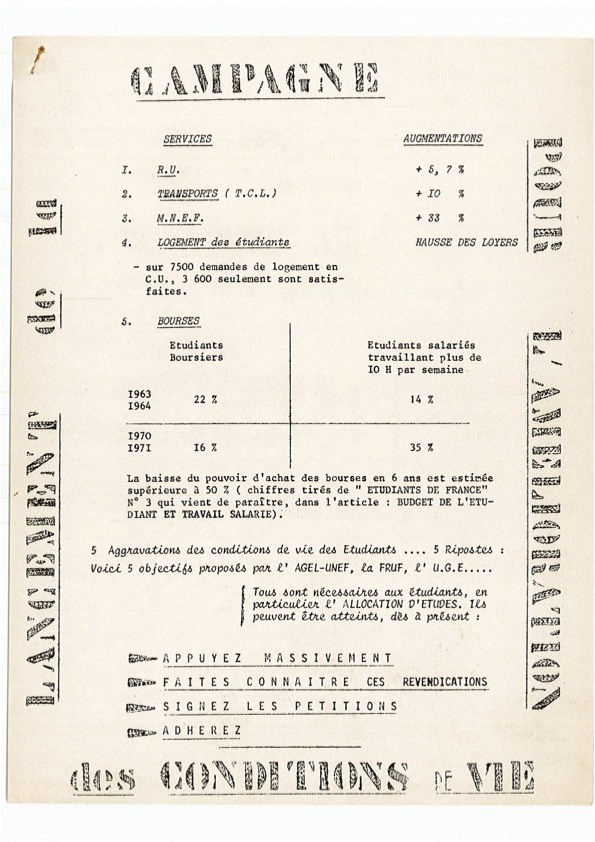 LANCEMENT de la
CAMPAGNE
pour
L'AMELIORATION
SERVICES AUGMENTATIONS
I. R.U. + 5, 7 %
2. TRANSPORTS ( T.C.L.) + IO %
3. M.N.E.F. + 33 %
4. LOGEMENT des étudiants HAUSSE DES LOYERS
- sur 7500 demandes de logement en
C.U., 3 600 seulement sont satis-
faites.
5. BOURSES
Etudiants Etudiants salariés
Boursiers travaillant plus de
IO H par semaine
I963
I964 22 % I4 %
I970
I97I I6 % 35 %
La baisse du pouvoir d'achat des bourses en 6 ans est estimée
supérieure à 50 % ( chiffres tirés de " ETUDIANTS DE FRANCE"
N° 3 qui vient de paraître, dans l'article : BUDGET DE L'ETU-
DIANT ET TRAVAIL SALARIE).
5 Aggravations des conditions de vie des Etudiants .... 5 Ripostes :
Voici 5 objectifs proposés par l' AGEL-UNEF, la FRUF, l' U.G.E.....
Tous sont nécessaires aux étudiants, en
particulier l' ALLOCATION D'ETUDES. Ils
peuvent être atteints, dès à présent :
APPUYEZ MASSIVEMENT
FAITES CONNAITRE CES REVENDICATIONS
SIGNEZ LES PETITIONS
ADHEREZ
des CONDITIONS DE VIE